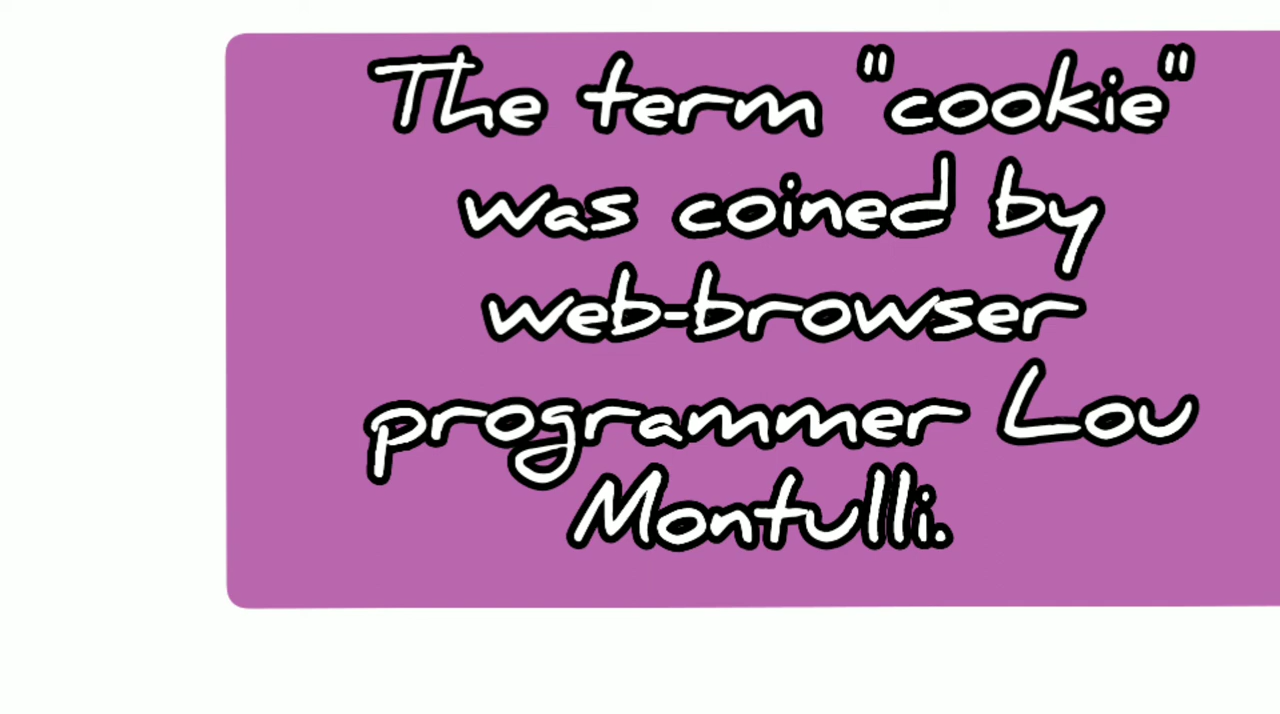 The term "cookie"
was coined by
web-browser
programmer Lou
Montulli.